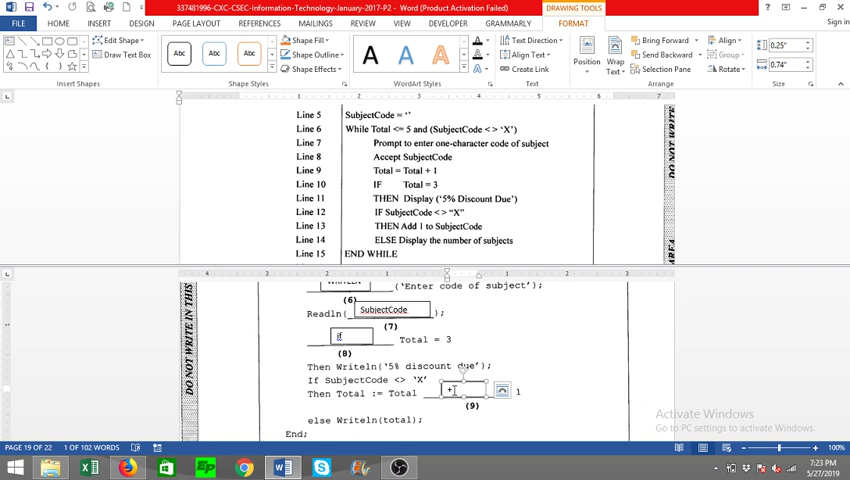 337481996-CXC-CSEC-Information-Technology-January-2017-P2 - Word (Product Activation Failed)
DRAWING TOOLS
FILE HOME INSERT DESIGN PAGE LAYOUT REFERENCES MAILINGS REVIEW VIEW DEVELOPER GRAMMARLY FORMAT
Sign in
Edit Shape
Draw Text Box
Abc Abc Abc
Shape Fill
Shape Outline
Shape Effects
A A A
Text Direction
Align Text
Create Link
Position
Wrap Text
Bring Forward
Send Backward
Selection Pane
Align
Group
Rotate
0.25"
0.74"
Insert Shapes Shape Styles WordArt Styles Text Arrange Size
Line 5 SubjectCode = ‘’
Line 6 While Total <= 5 and (SubjectCode <> ‘X’)
Line 7 Prompt to enter one-character code of subject
Line 8 Accept SubjectCode
Line 9 Total = Total + 1
Line 10 IF Total = 3
Line 11 THEN Display (‘5% Discount Due’)
Line 12 IF SubjectCode <> “X”
Line 13 THEN Add 1 to SubjectCode
Line 14 ELSE Display the number of subjects
Line 15 END WHILE
DO NOT WRITE
AREA
DO NOT WRITE IN THIS
WRITELN (‘Enter code of subject’);
(6)
Readln( SubjectCode );
(7)
if Total = 3
(8)
Then Writeln(‘5% discount due’);
If SubjectCode <> ‘X’
Then Total := Total + 1
(9)
else Writeln(total);
End;
Activate Windows
Go to PC settings to activate Windows.
PAGE 19 OF 22 1 OF 102 WORDS
100%
7:23 PM
5/27/2019